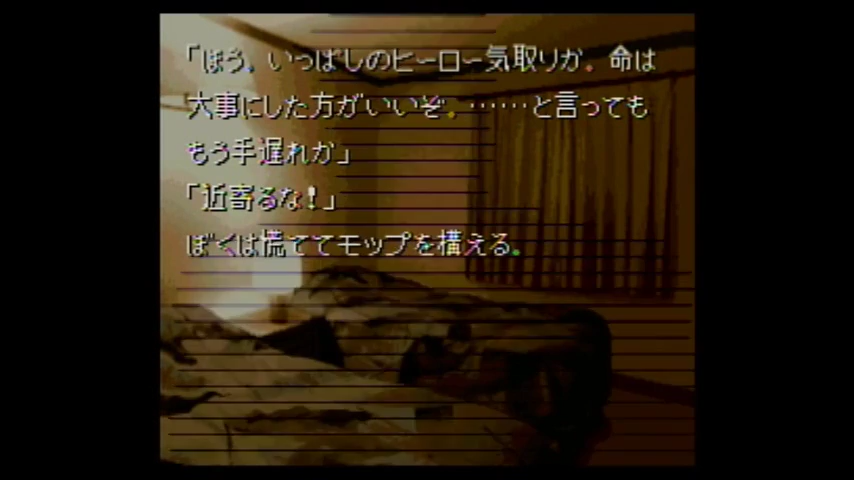 「ほう、いっぱしのヒーロー気取りか。命は
大事にした方がいいぞ。……と言っても
もう手遅れか」
「近寄るな！」
ぼくは慌ててモップを構える。